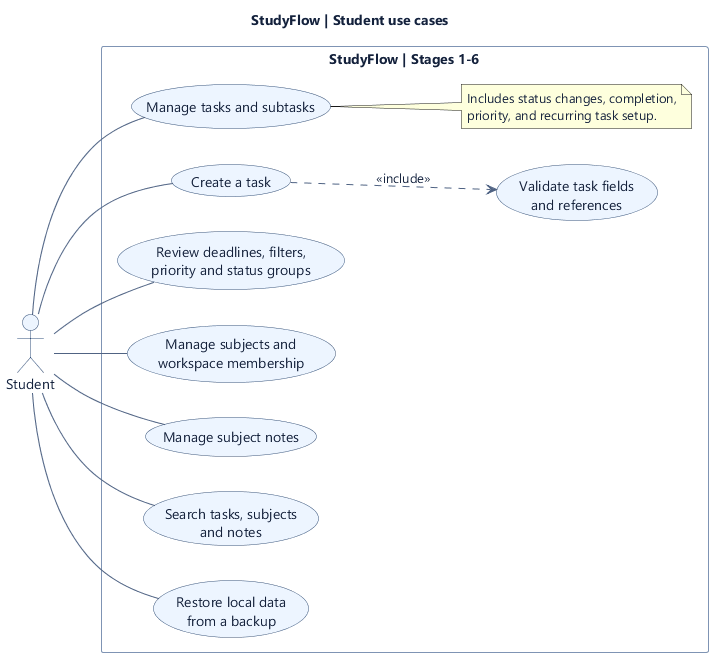 StudyFlow | Student use cases
StudyFlow | Stages 1-6
Manage tasks and subtasks
Includes status changes, completion,
priority, and recurring task setup.
Create a task
«include»
Validate task fields
and references
Review deadlines, filters,
priority and status groups
Manage subjects and
workspace membership
Student
Manage subject notes
Search tasks, subjects
and notes
Restore local data
from a backup